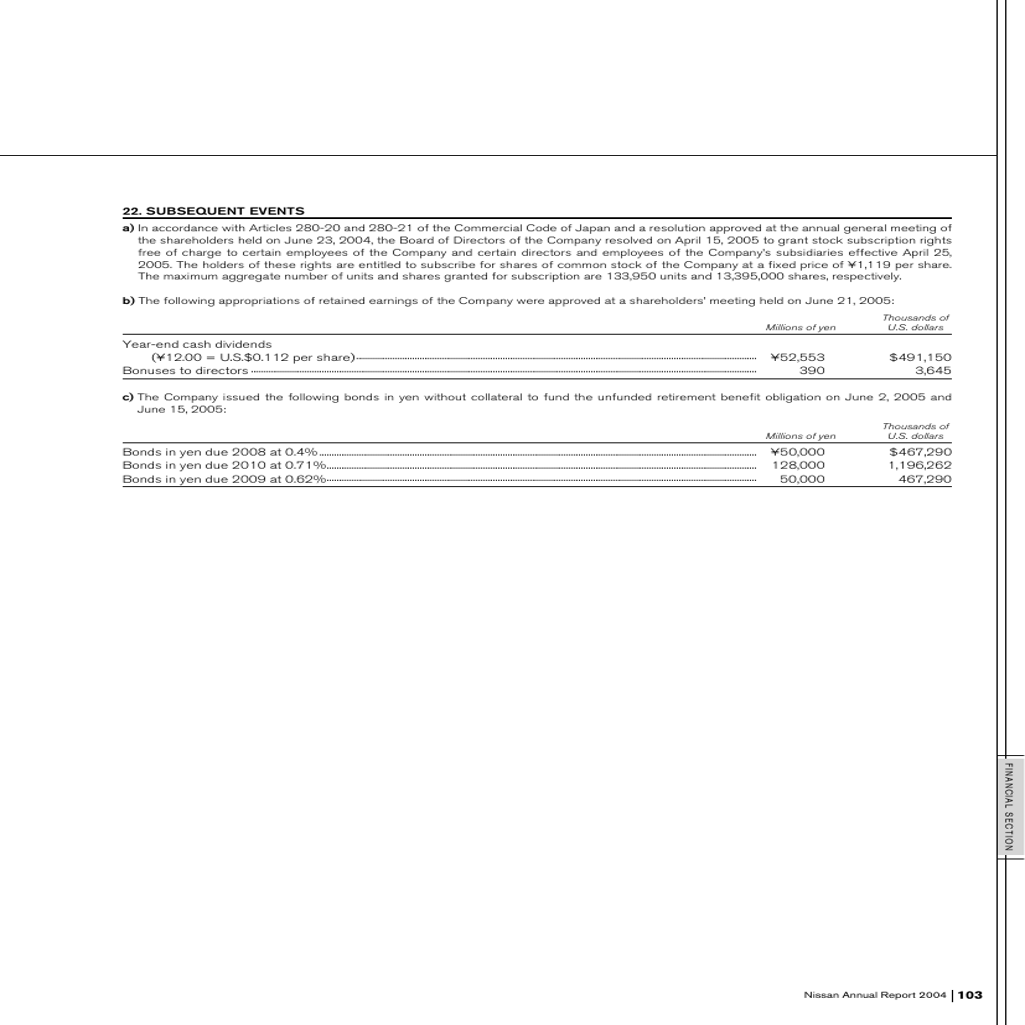 22. SUBSEQUENT EVENTS
a) In accordance with Articles 280-20 and 280-21 of the Commercial Code of Japan and a resolution approved at the annual general meeting of
the shareholders held on June 23, 2004, the Board of Directors of the Company resolved on April 15, 2005 to grant stock subscription rights
free of charge to certain employees of the Company and certain directors and employees of the Company's subsidiaries effective April 25,
2005. The holders of these rights are entitled to subscribe for shares of common stock of the Company at a fixed price of ¥1,119 per share.
The maximum aggregate number of units and shares granted for subscription are 133,950 units and 13,395,000 shares, respectively.
b) The following appropriations of retained earnings of the Company were approved at a shareholders' meeting held on June 21, 2005:
Thousands of
Millions of yen U.S. dollars
Year-end cash dividends
(¥12.00 = U.S.$0.112 per share) ¥52,553 $491,150
Bonuses to directors 390 3,645
c) The Company issued the following bonds in yen without collateral to fund the unfunded retirement benefit obligation on June 2, 2005 and
June 15, 2005:
Thousands of
Millions of yen U.S. dollars
Bonds in yen due 2008 at 0.4% ¥50,000 $467,290
Bonds in yen due 2010 at 0.71% 128,000 1,196,262
Bonds in yen due 2009 at 0.62% 50,000 467,290
FINANCIAL SECTION
Nissan Annual Report 2004 103